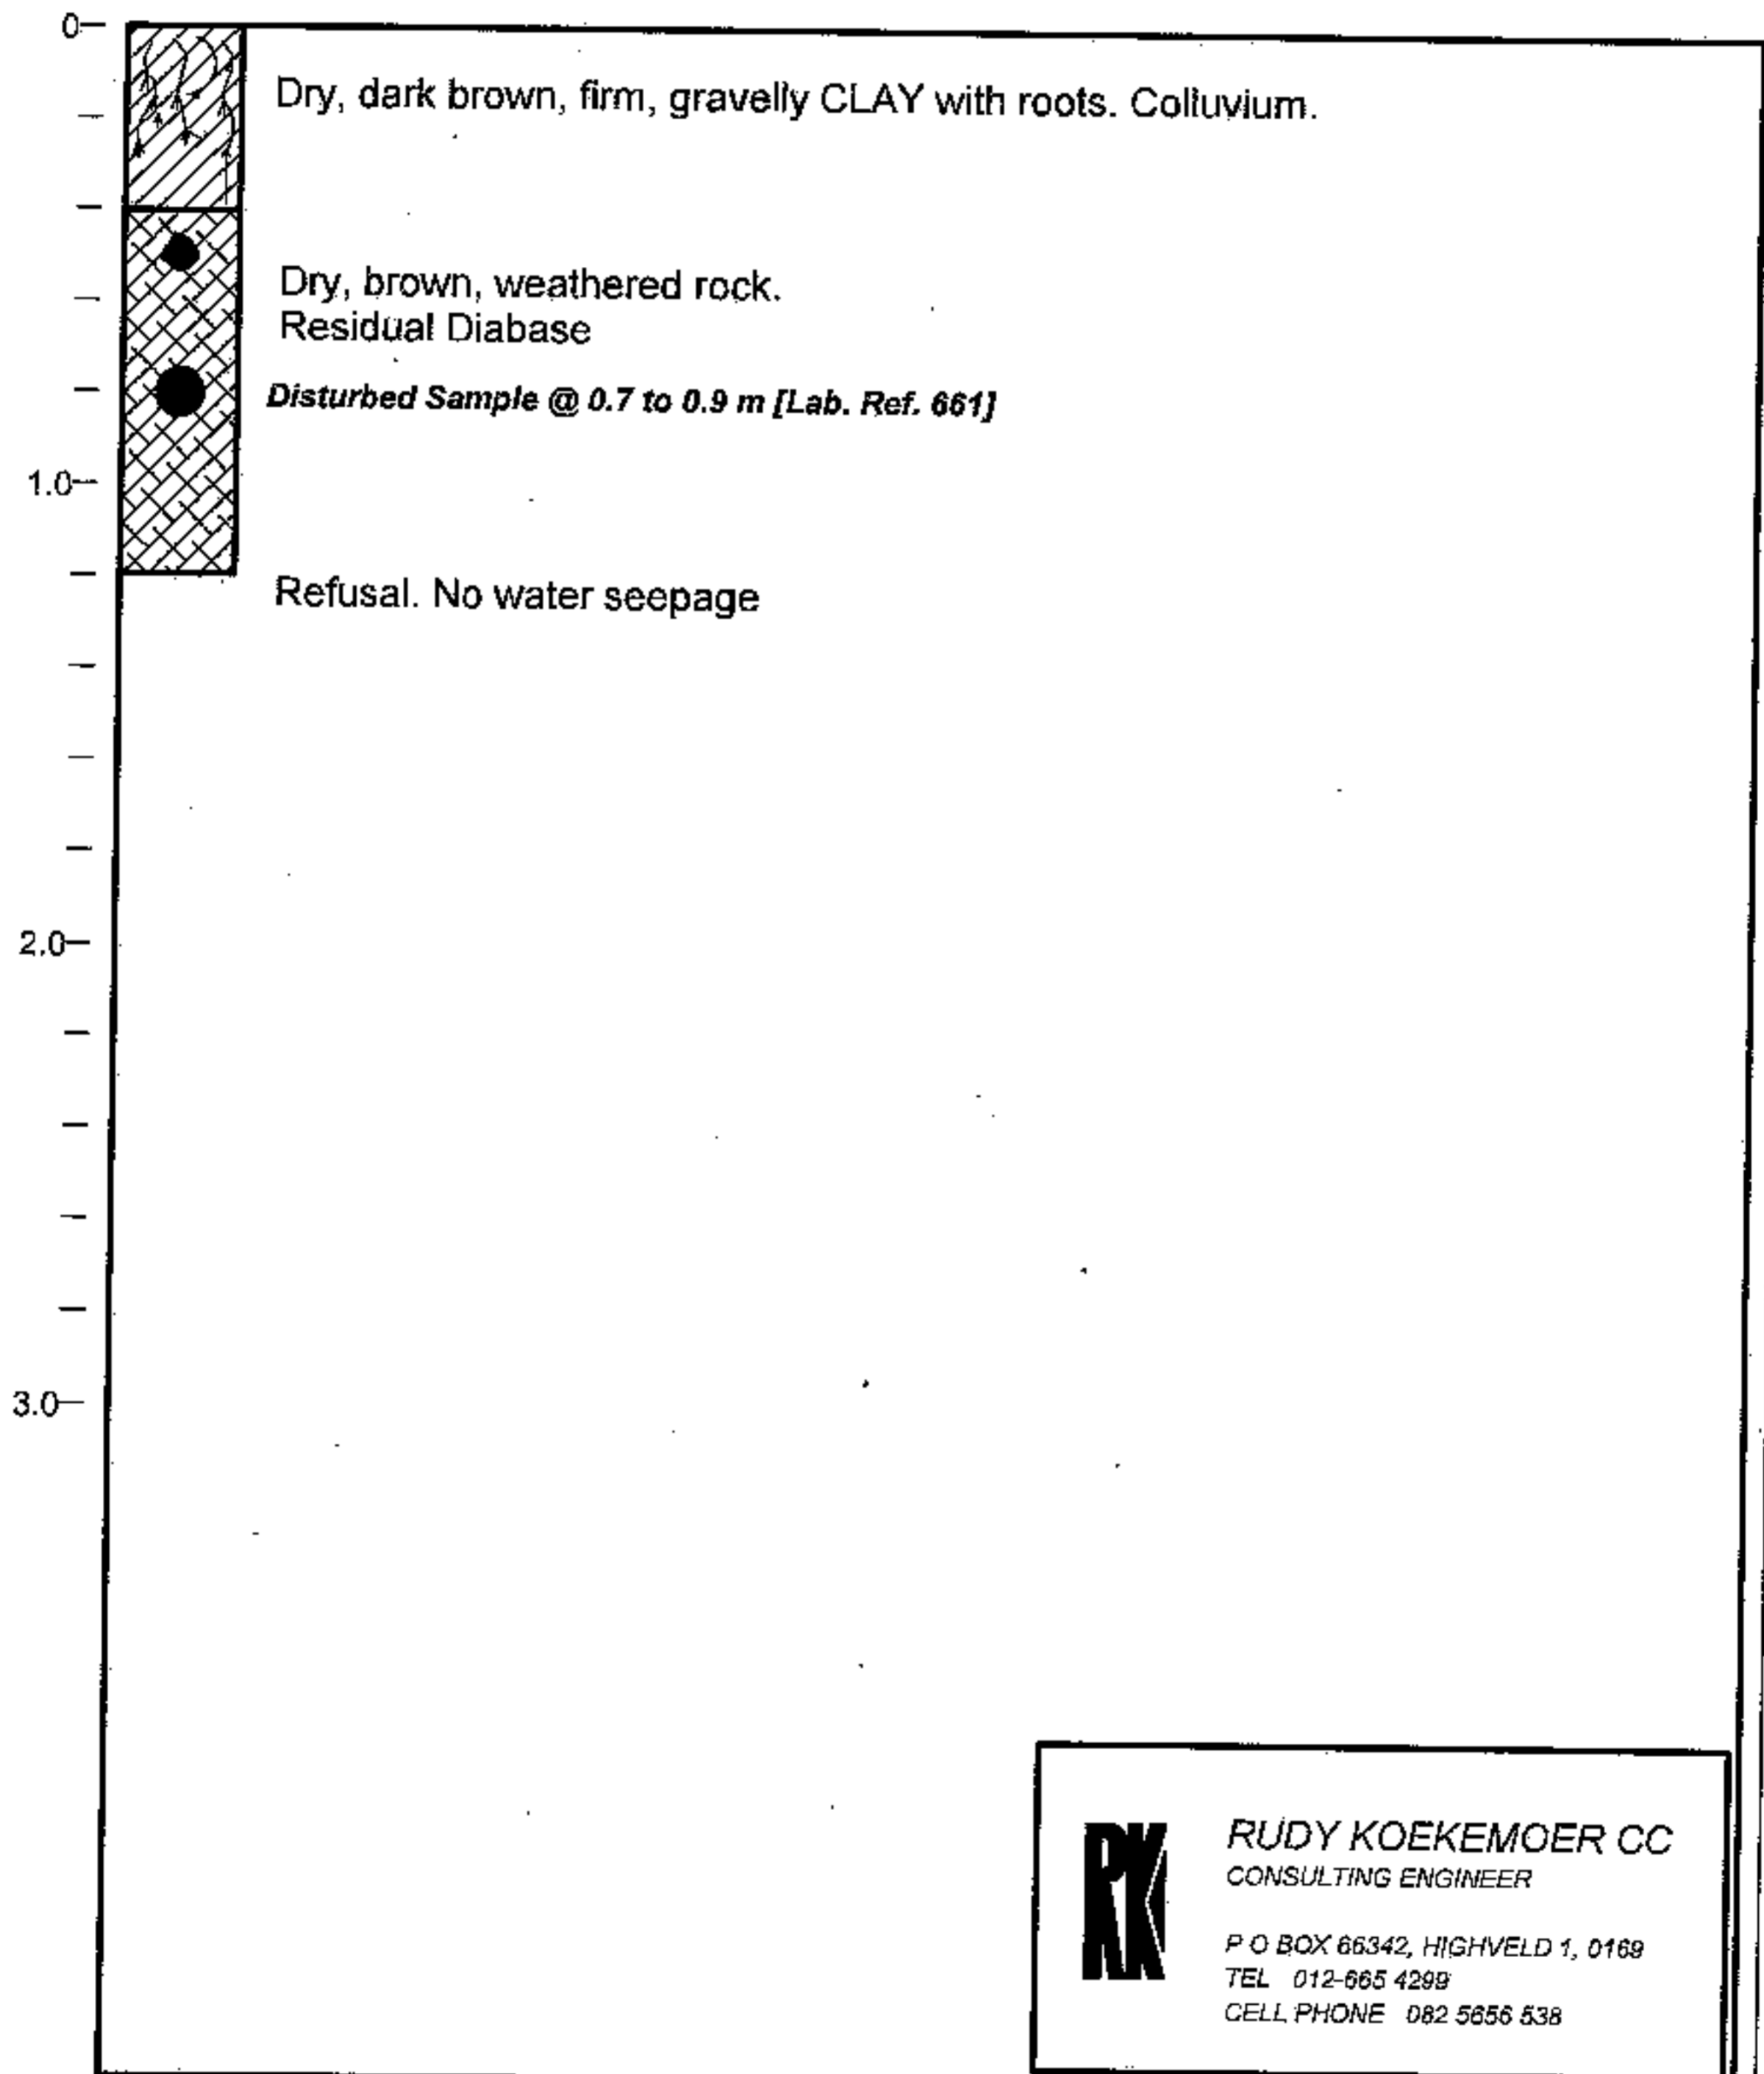 0
Dry, dark brown, firm, gravelly CLAY with roots. Colluvium.
Dry, brown, weathered rock.
Residual Diabase
Disturbed Sample @ 0.7 to 0.9 m [Lab. Ref. 661]
1.0
Refusal. No water seepage
2.0
3.0
RK
RUDY KOEKEMOER CC
CONSULTING ENGINEER
P O BOX 66342, HIGHVELD 1, 0169
TEL 012-665 4299
CELL PHONE 082 5656 538